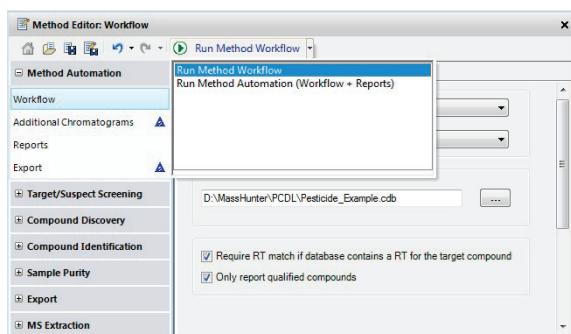 Method Editor: Workflow
Run Method Workflow
Run Method Workflow
Run Method Automation (Workflow + Reports)
Method Automation
Workflow
Additional Chromatograms
Reports
Export
Target/Suspect Screening
Compound Discovery
Compound Identification
Sample Purity
Export
MS Extraction
D:\MassHunter\PCDL\Pesticide_Example.cdb
...
Require RT match if database contains a RT for the target compound
Only report qualified compounds